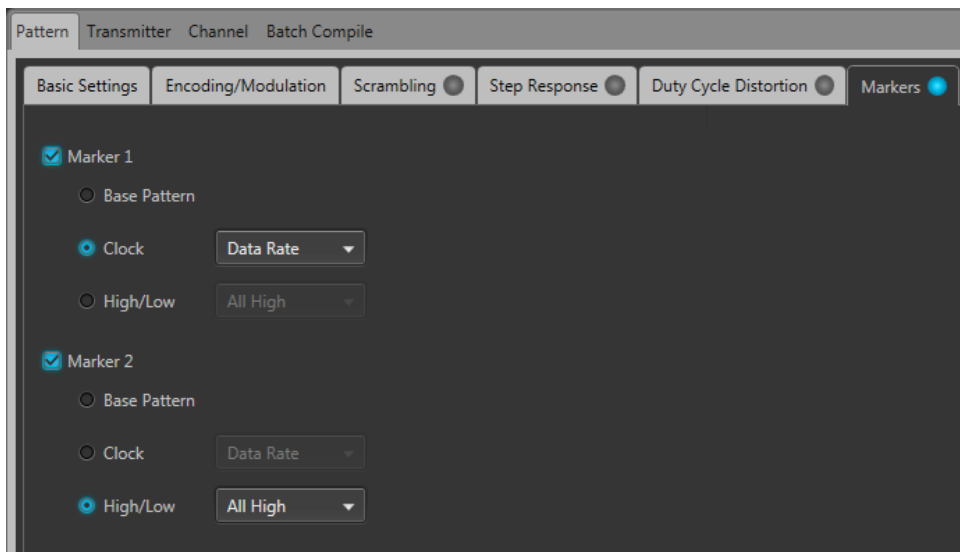 Pattern Transmitter Channel Batch Compile
Basic Settings Encoding/Modulation Scrambling Step Response Duty Cycle Distortion Markers
Marker 1
Base Pattern
Clock Data Rate
High/Low All High
Marker 2
Base Pattern
Clock Data Rate
High/Low All High